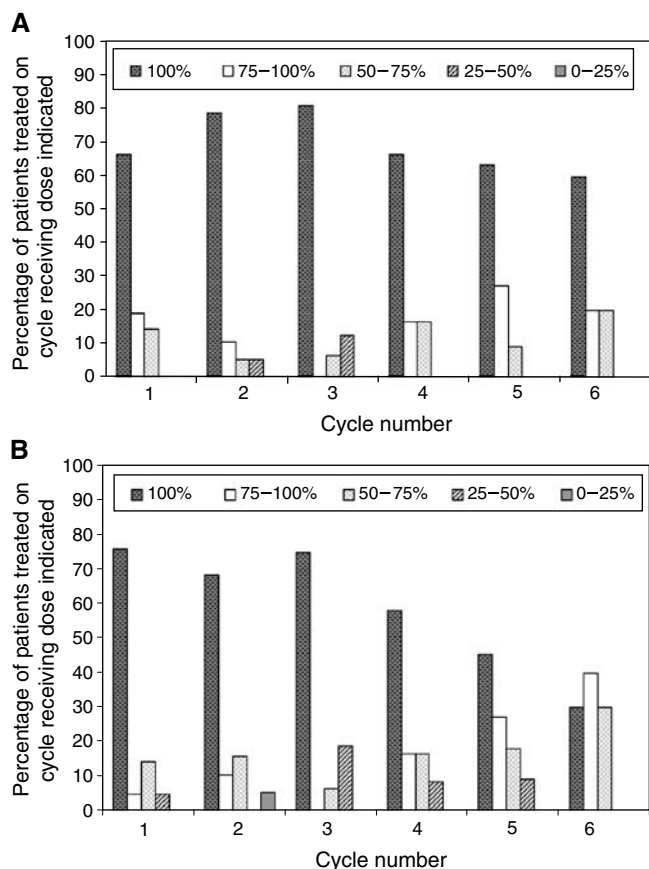 A
Percentage of patients treated on
cycle receiving dose indicated
100
90
80
70
60
50
40
30
20
10
0
100% 75–100% 50–75% 25–50% 0–25%
1 2 3 4 5 6
Cycle number
B
Percentage of patients treated on
cycle receiving dose indicated
100
90
80
70
60
50
40
30
20
10
0
100% 75–100% 50–75% 25–50% 0–25%
1 2 3 4 5 6
Cycle number